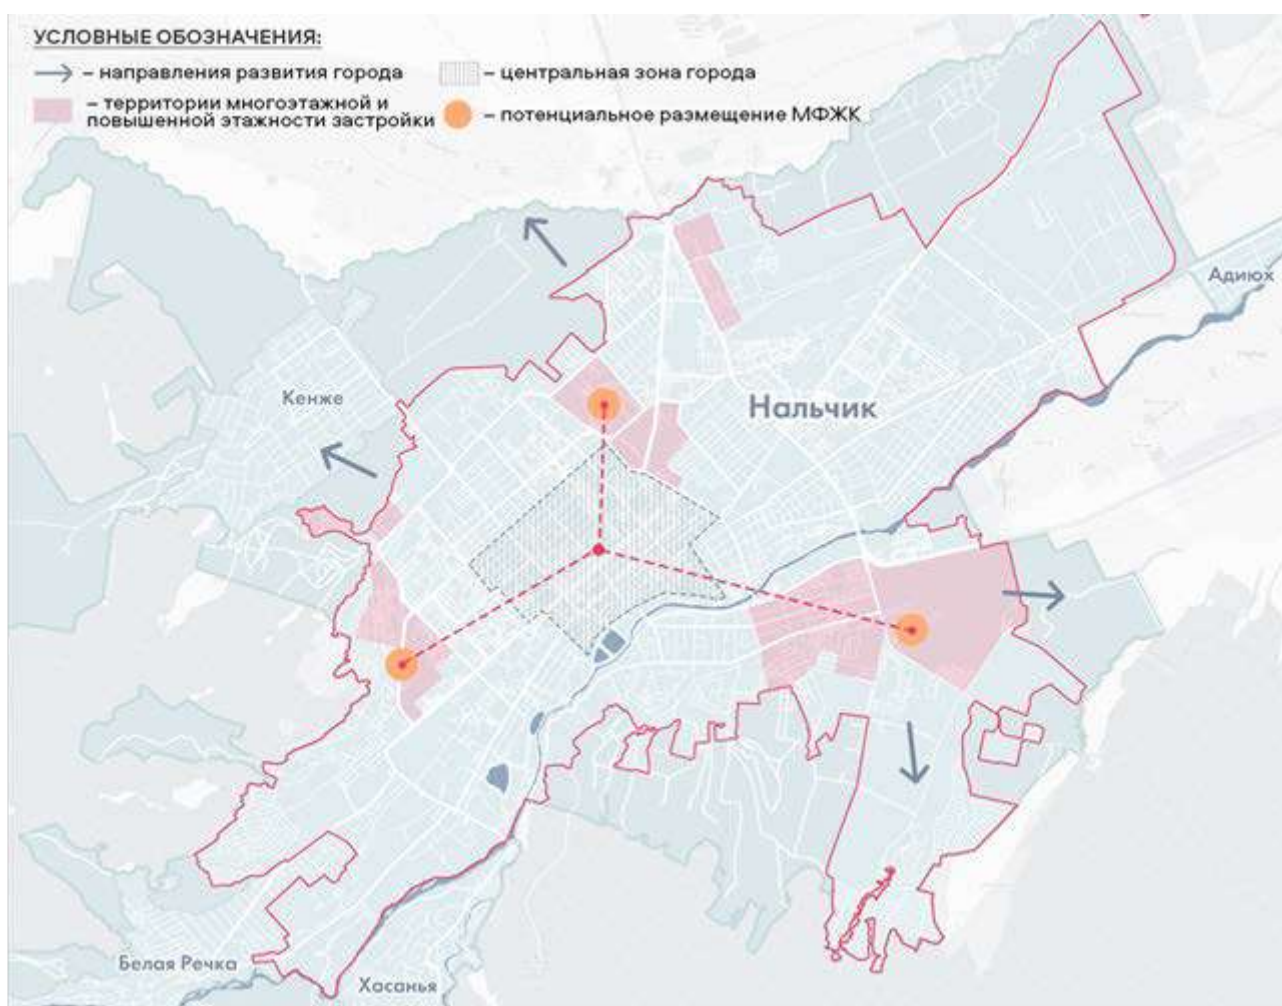 УСЛОВНЫЕ ОБОЗНАЧЕНИЯ:
– направления развития города
– центральная зона города
– территории многоэтажной и
повышенной этажности застройки
– потенциальное размещение МФЖК
Адиюх
Кенже
Нальчик
Белая Речка
Хасанья